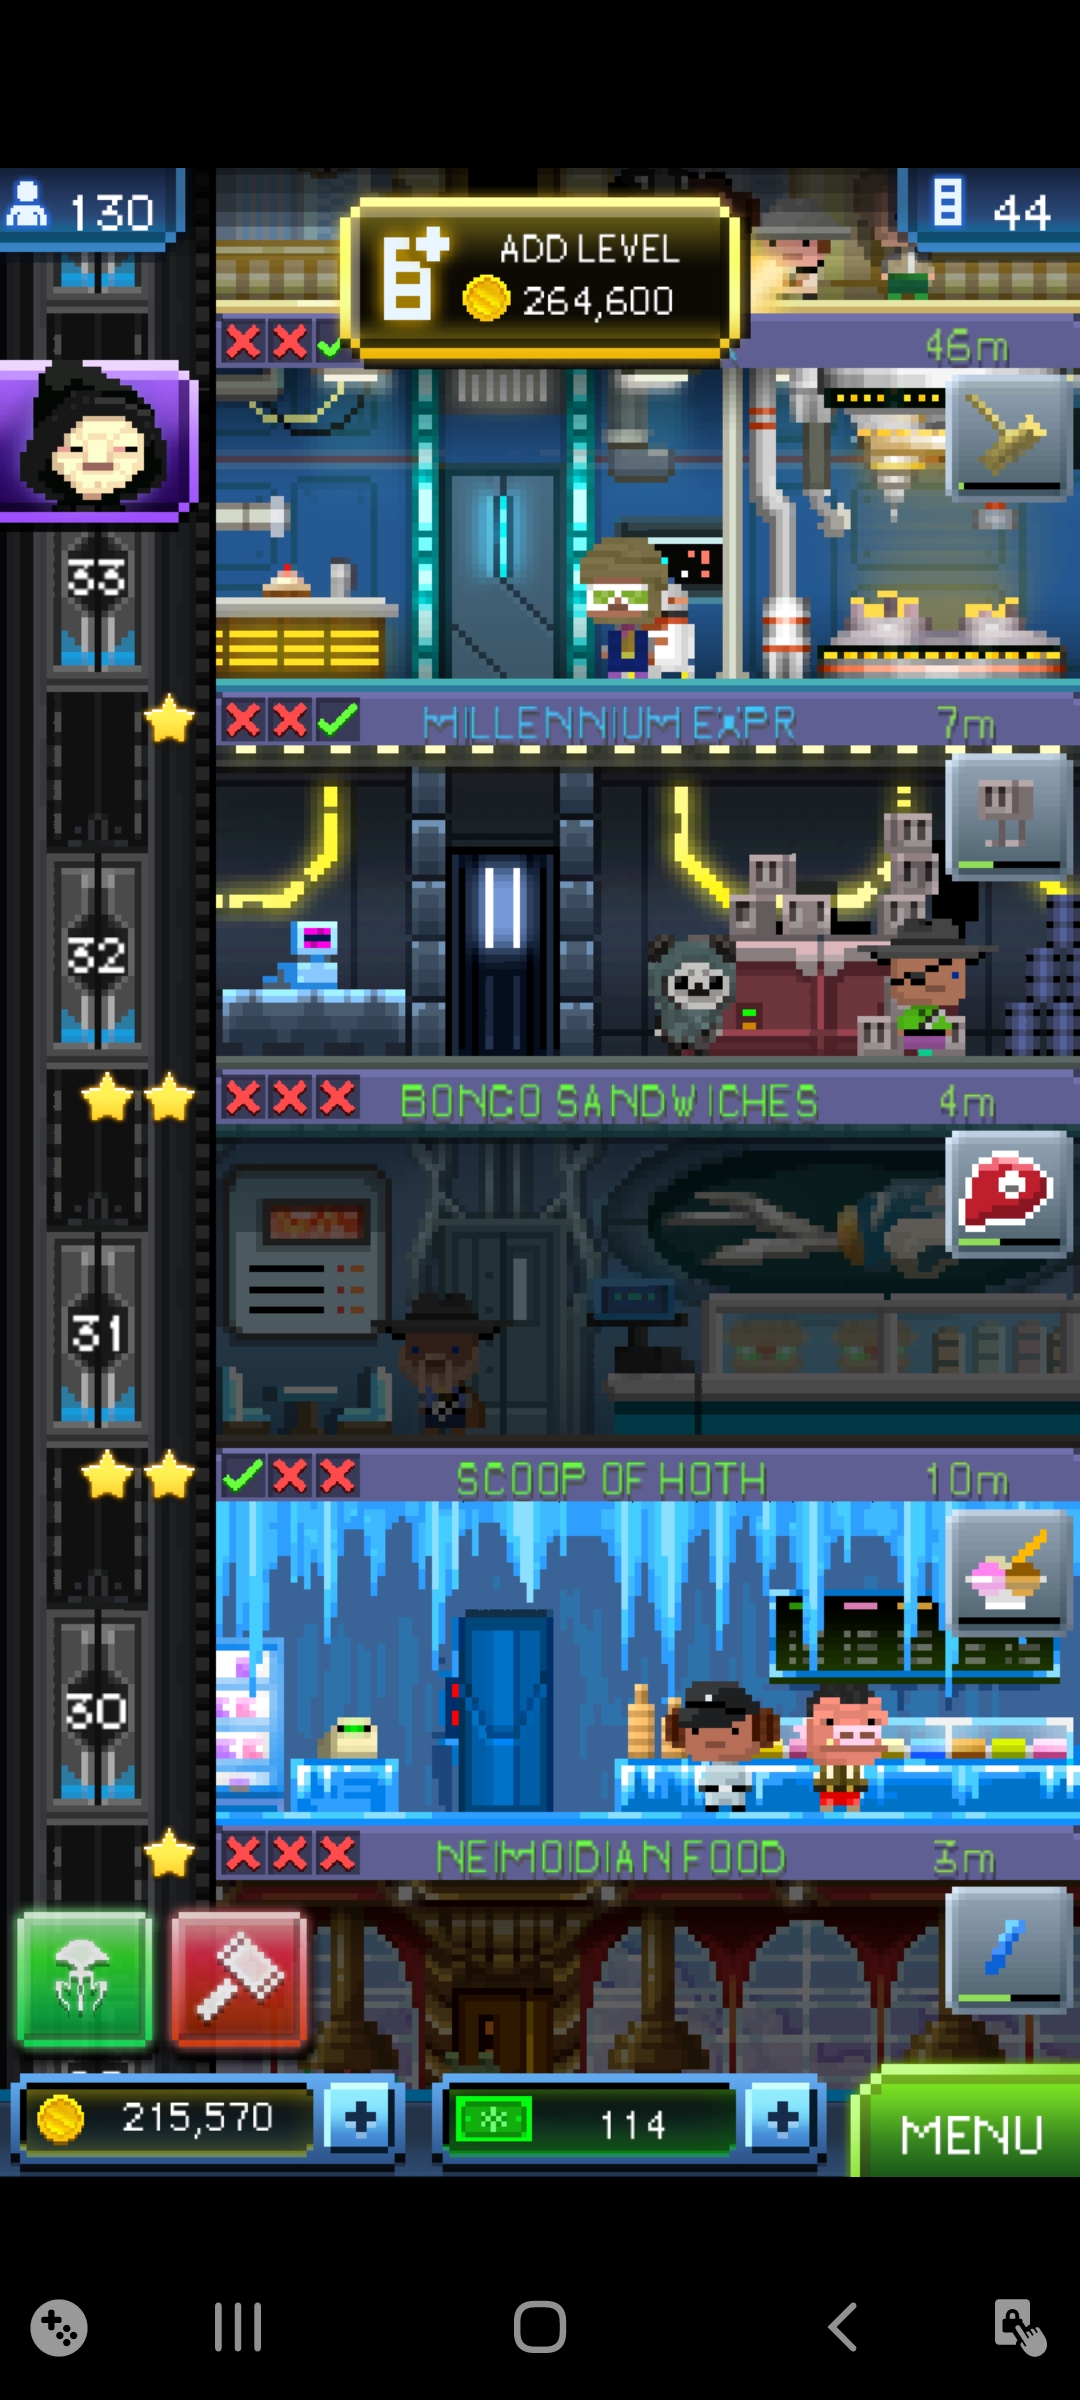 130
ADD LEVEL
264,600
44
46m
33
MILLENNIUM EXPR
7m
32
BONGO SANDWICHES
4m
31
SCOOP OF HOTH
10m
30
NEIMOIDIAN FOOD
3m
215,570
114
MENU